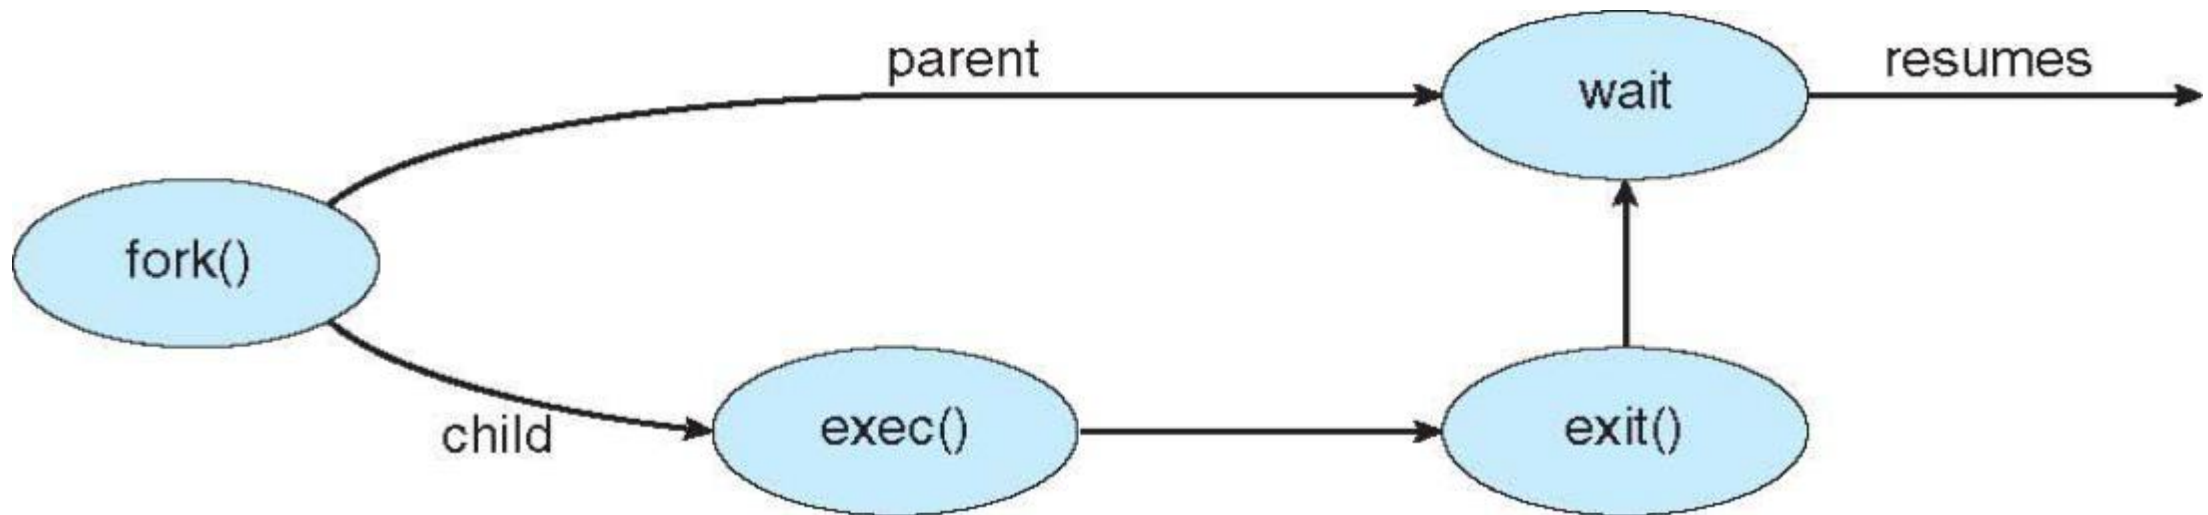 parent
resumes
wait
fork()
child
exec()
exit()